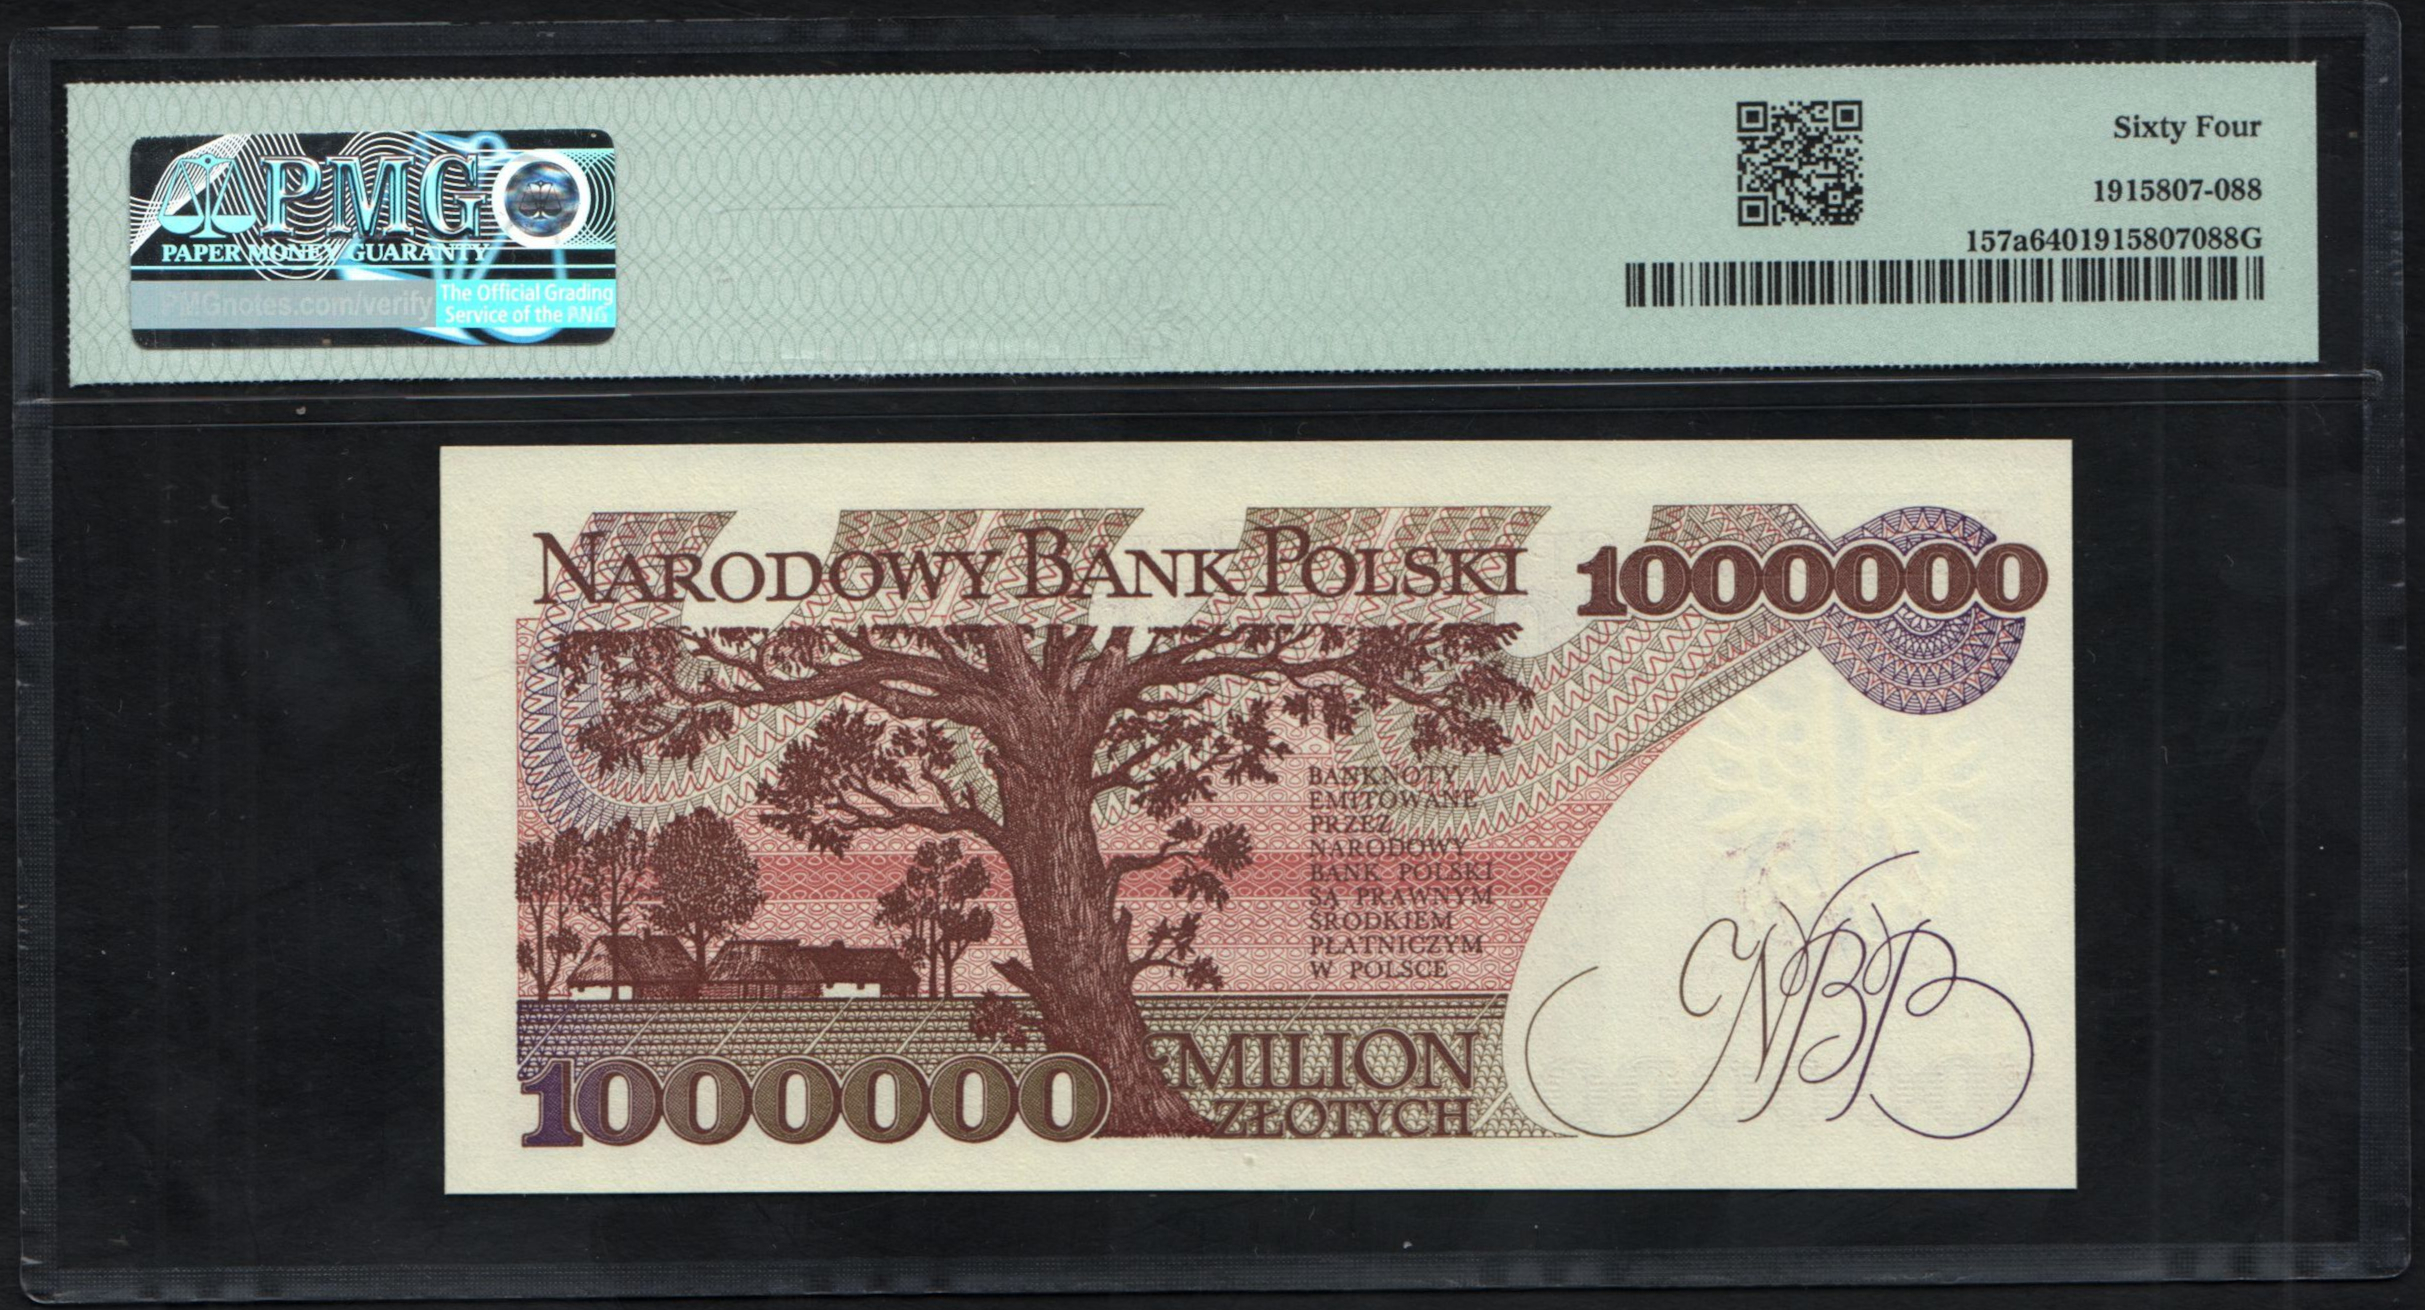 PMG
PAPER MONEY GUARANTY
PMGnotes.com/verify
The Official Grading
Service of the PNG
Sixty Four
1915807-088
157a6401915807088G
NARODOWY BANK POLSKI
1000000
BANKNOTY
EMITOWANE
PRZEZ
NARODOWY
BANK POLSKI
SĄ PRAWNYM
ŚRODKIEM
PŁATNICZYM
W POLSCE
NBP
1000000
MILION
ZŁOTYCH